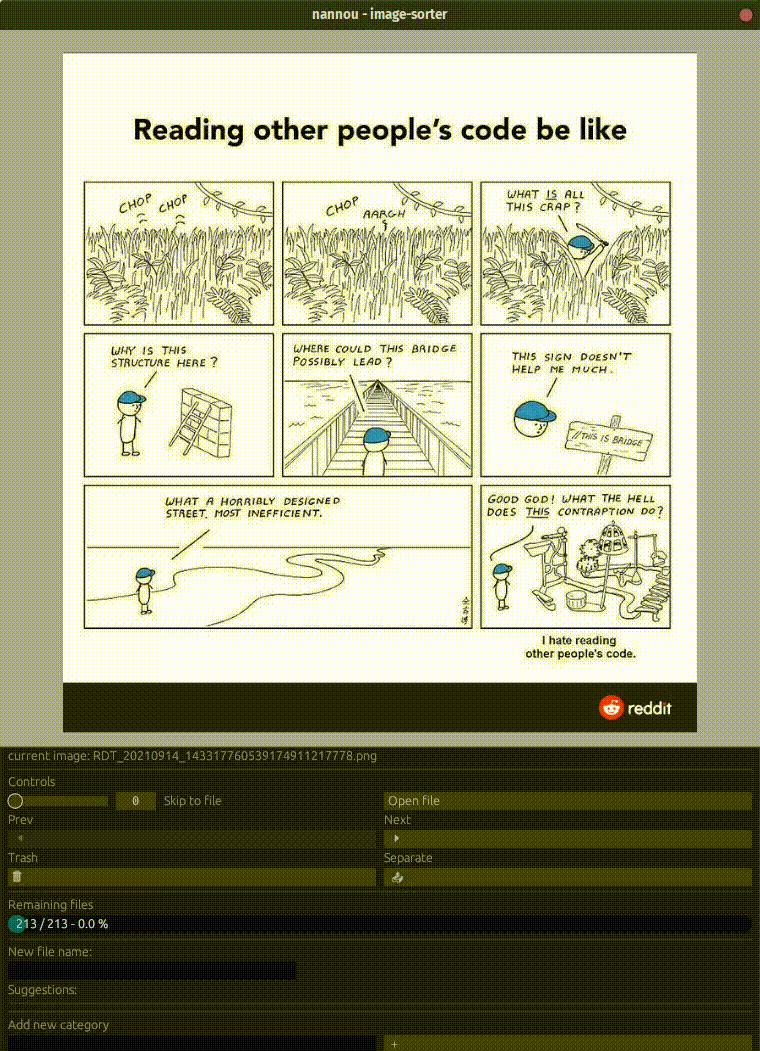 nannou - image-sorter
Reading other people's code be like
CHOP
CHOP
CHOP
AARGH
WHAT IS ALL
THIS CRAP?
WHY IS THIS
STRUCTURE HERE?
WHERE COULD THIS BRIDGE
POSSIBLY LEAD?
THIS SIGN DOESN'T
HELP ME MUCH.
//THIS IS BRIDGE
WHAT A HORRIBLY DESIGNED
STREET. MOST INEFFICIENT.
GOOD GOD! WHAT THE HELL
DOES THIS CONTRAPTION DO?
I hate reading
other people's code.
reddit
current image: RDT_20210914_143317760539174911217778.png
Controls
0 Skip to file
Open file
Prev
Next
Trash
Separate
Remaining files
213 / 213 - 0.0 %
New file name:
Suggestions:
Add new category
+